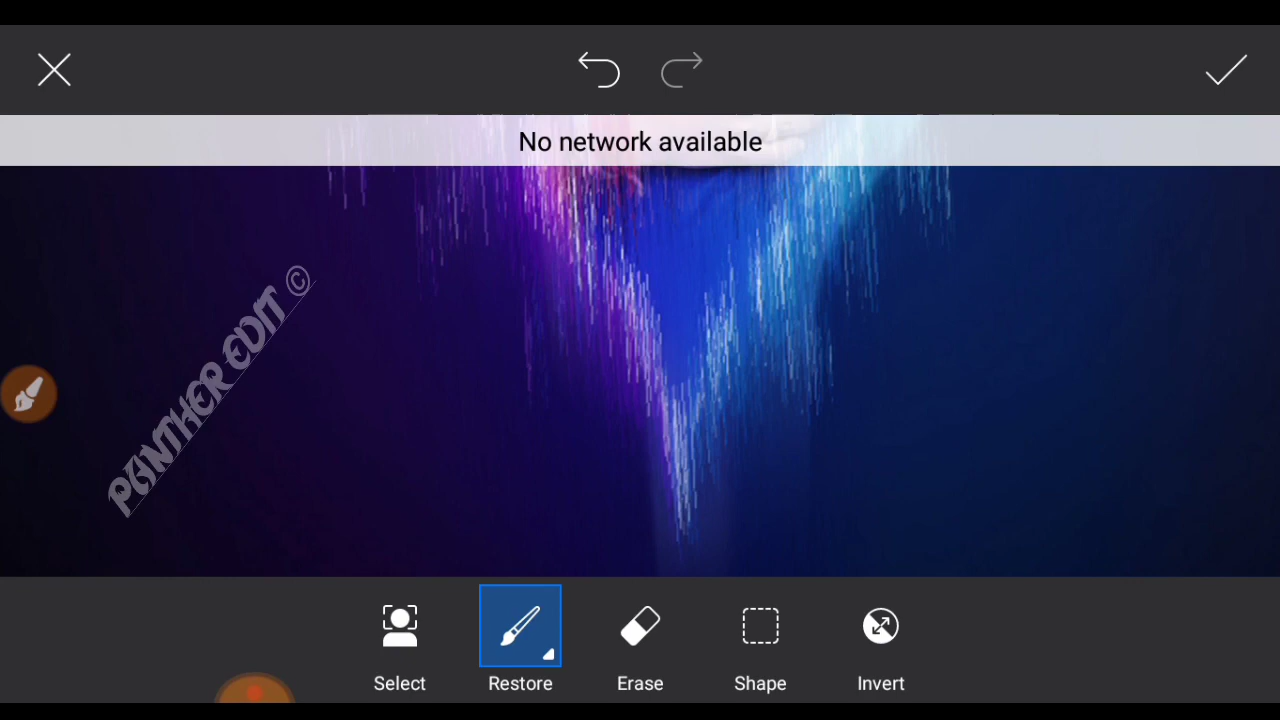 No network available
PANTHER EDIT ©
Select
Restore
Erase
Shape
Invert